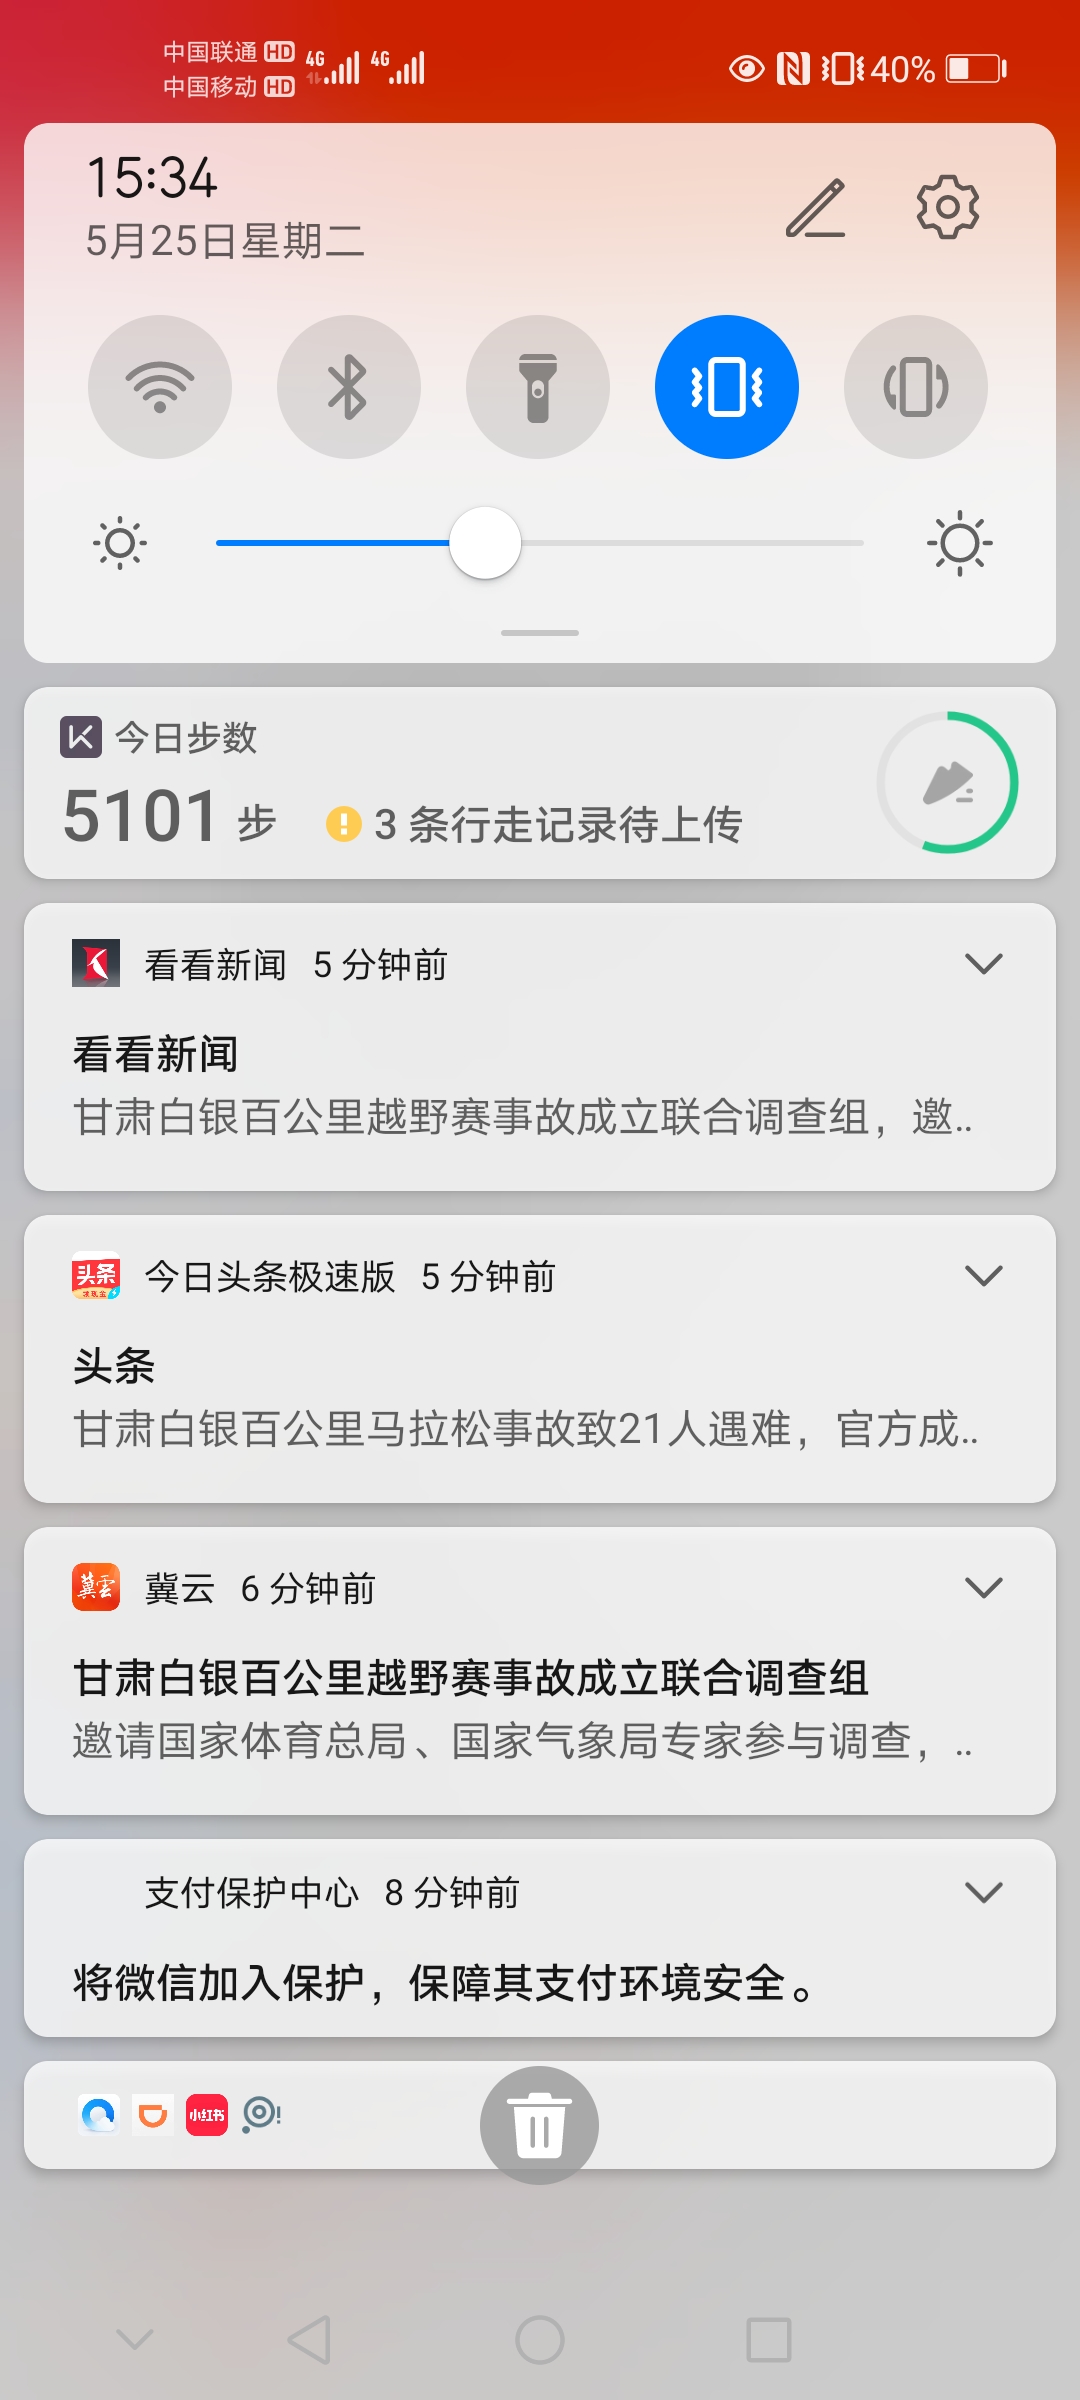 中国联通 HD 4G 4G
中国移动 HD
40%
15:34
5月25日星期二
今日步数
5101 步 3 条行走记录待上传
看看新闻 5 分钟前
看看新闻
甘肃白银百公里越野赛事故成立联合调查组，邀..
头条
今日头条极速版 5 分钟前
头条
甘肃白银百公里马拉松事故致21人遇难，官方成..
冀云
冀云 6 分钟前
甘肃白银百公里越野赛事故成立联合调查组
邀请国家体育总局、国家气象局专家参与调查，..
支付保护中心 8 分钟前
将微信加入保护，保障其支付环境安全。
小红书